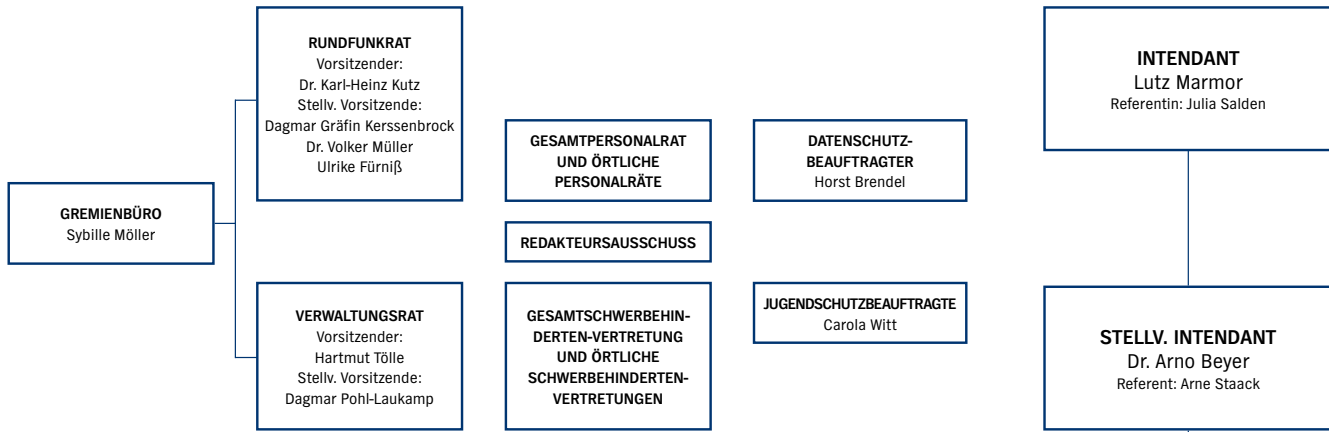 RUNDFUNKRAT
Vorsitzender:
Dr. Karl-Heinz Kutz
Stellv. Vorsitzende:
Dagmar Gräfin Kerssenbrock
Dr. Volker Müller
Ulrike Fürniß
GREMIENBÜRO
Sybille Möller
VERWALTUNGSRAT
Vorsitzender:
Hartmut Tölle
Stellv. Vorsitzende:
Dagmar Pohl-Laukamp
GESAMTPERSONALRAT
UND ÖRTLICHE
PERSONALRÄTE
REDAKTEURSAUSSCHUSS
GESAMTSCHWERBEHIN-
DERTEN-VERTRETUNG
UND ÖRTLICHE
SCHWERBEHINDERTEN-
VERTRETUNGEN
DATENSCHUTZ-
BEAUFTRAGTER
Horst Brendel
JUGENDSCHUTZBEAUFTRAGTE
Carola Witt
INTENDANT
Lutz Marmor
Referentin: Julia Salden
STELLV. INTENDANT
Dr. Arno Beyer
Referent: Arne Staack